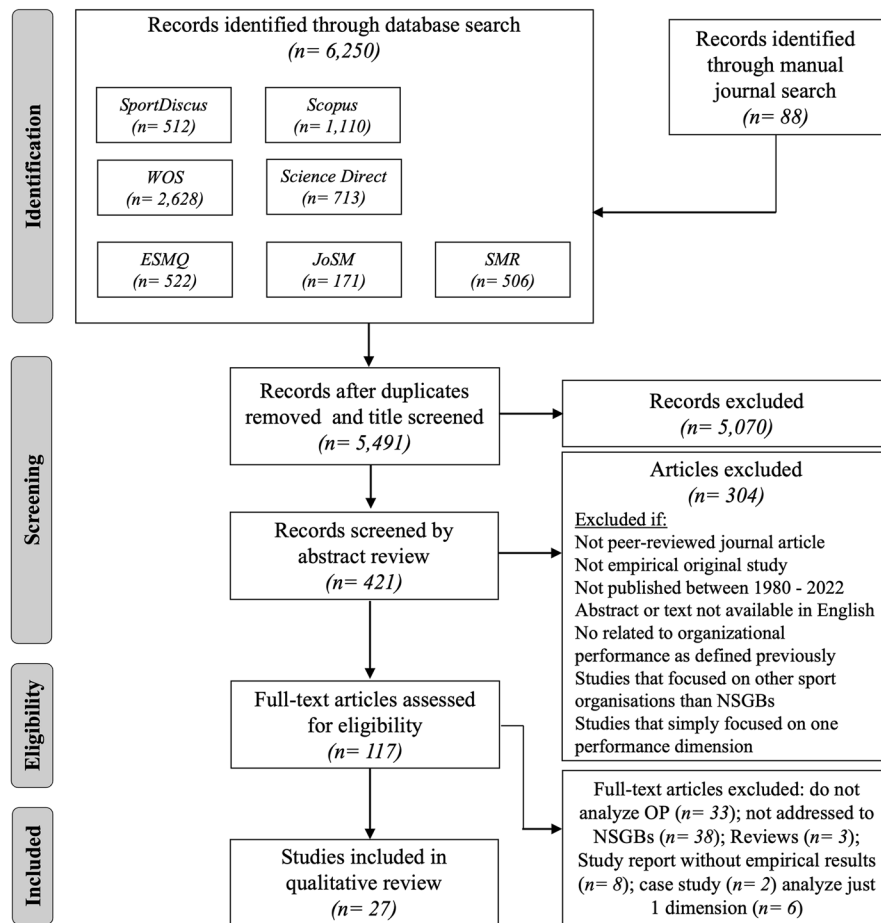 Identification
Records identified through database search
(n= 6,250)
SportDiscus
(n= 512)
Scopus
(n= 1,110)
WOS
(n= 2,628)
Science Direct
(n= 713)
ESMQ
(n= 522)
JoSM
(n= 171)
SMR
(n= 506)
Records identified
through manual
journal search
(n= 88)
Screening
Records after duplicates
removed and title screened
(n= 5,491)
Records excluded
(n= 5,070)
Records screened by
abstract review
(n= 421)
Articles excluded
(n= 304)
Excluded if:
Not peer-reviewed journal article
Not empirical original study
Not published between 1980 - 2022
Abstract or text not available in English
No related to organizational
performance as defined previously
Studies that focused on other sport
organisations than NSGBs
Studies that simply focused on one
performance dimension
Eligibility
Full-text articles assessed
for eligibility
(n= 117)
Full-text articles excluded: do not
analyze OP (n= 33); not addressed to
NSGBs (n= 38); Reviews (n= 3);
Study report without empirical results
(n= 8); case study (n= 2) analyze just
1 dimension (n= 6)
Included
Studies included in
qualitative review
(n= 27)